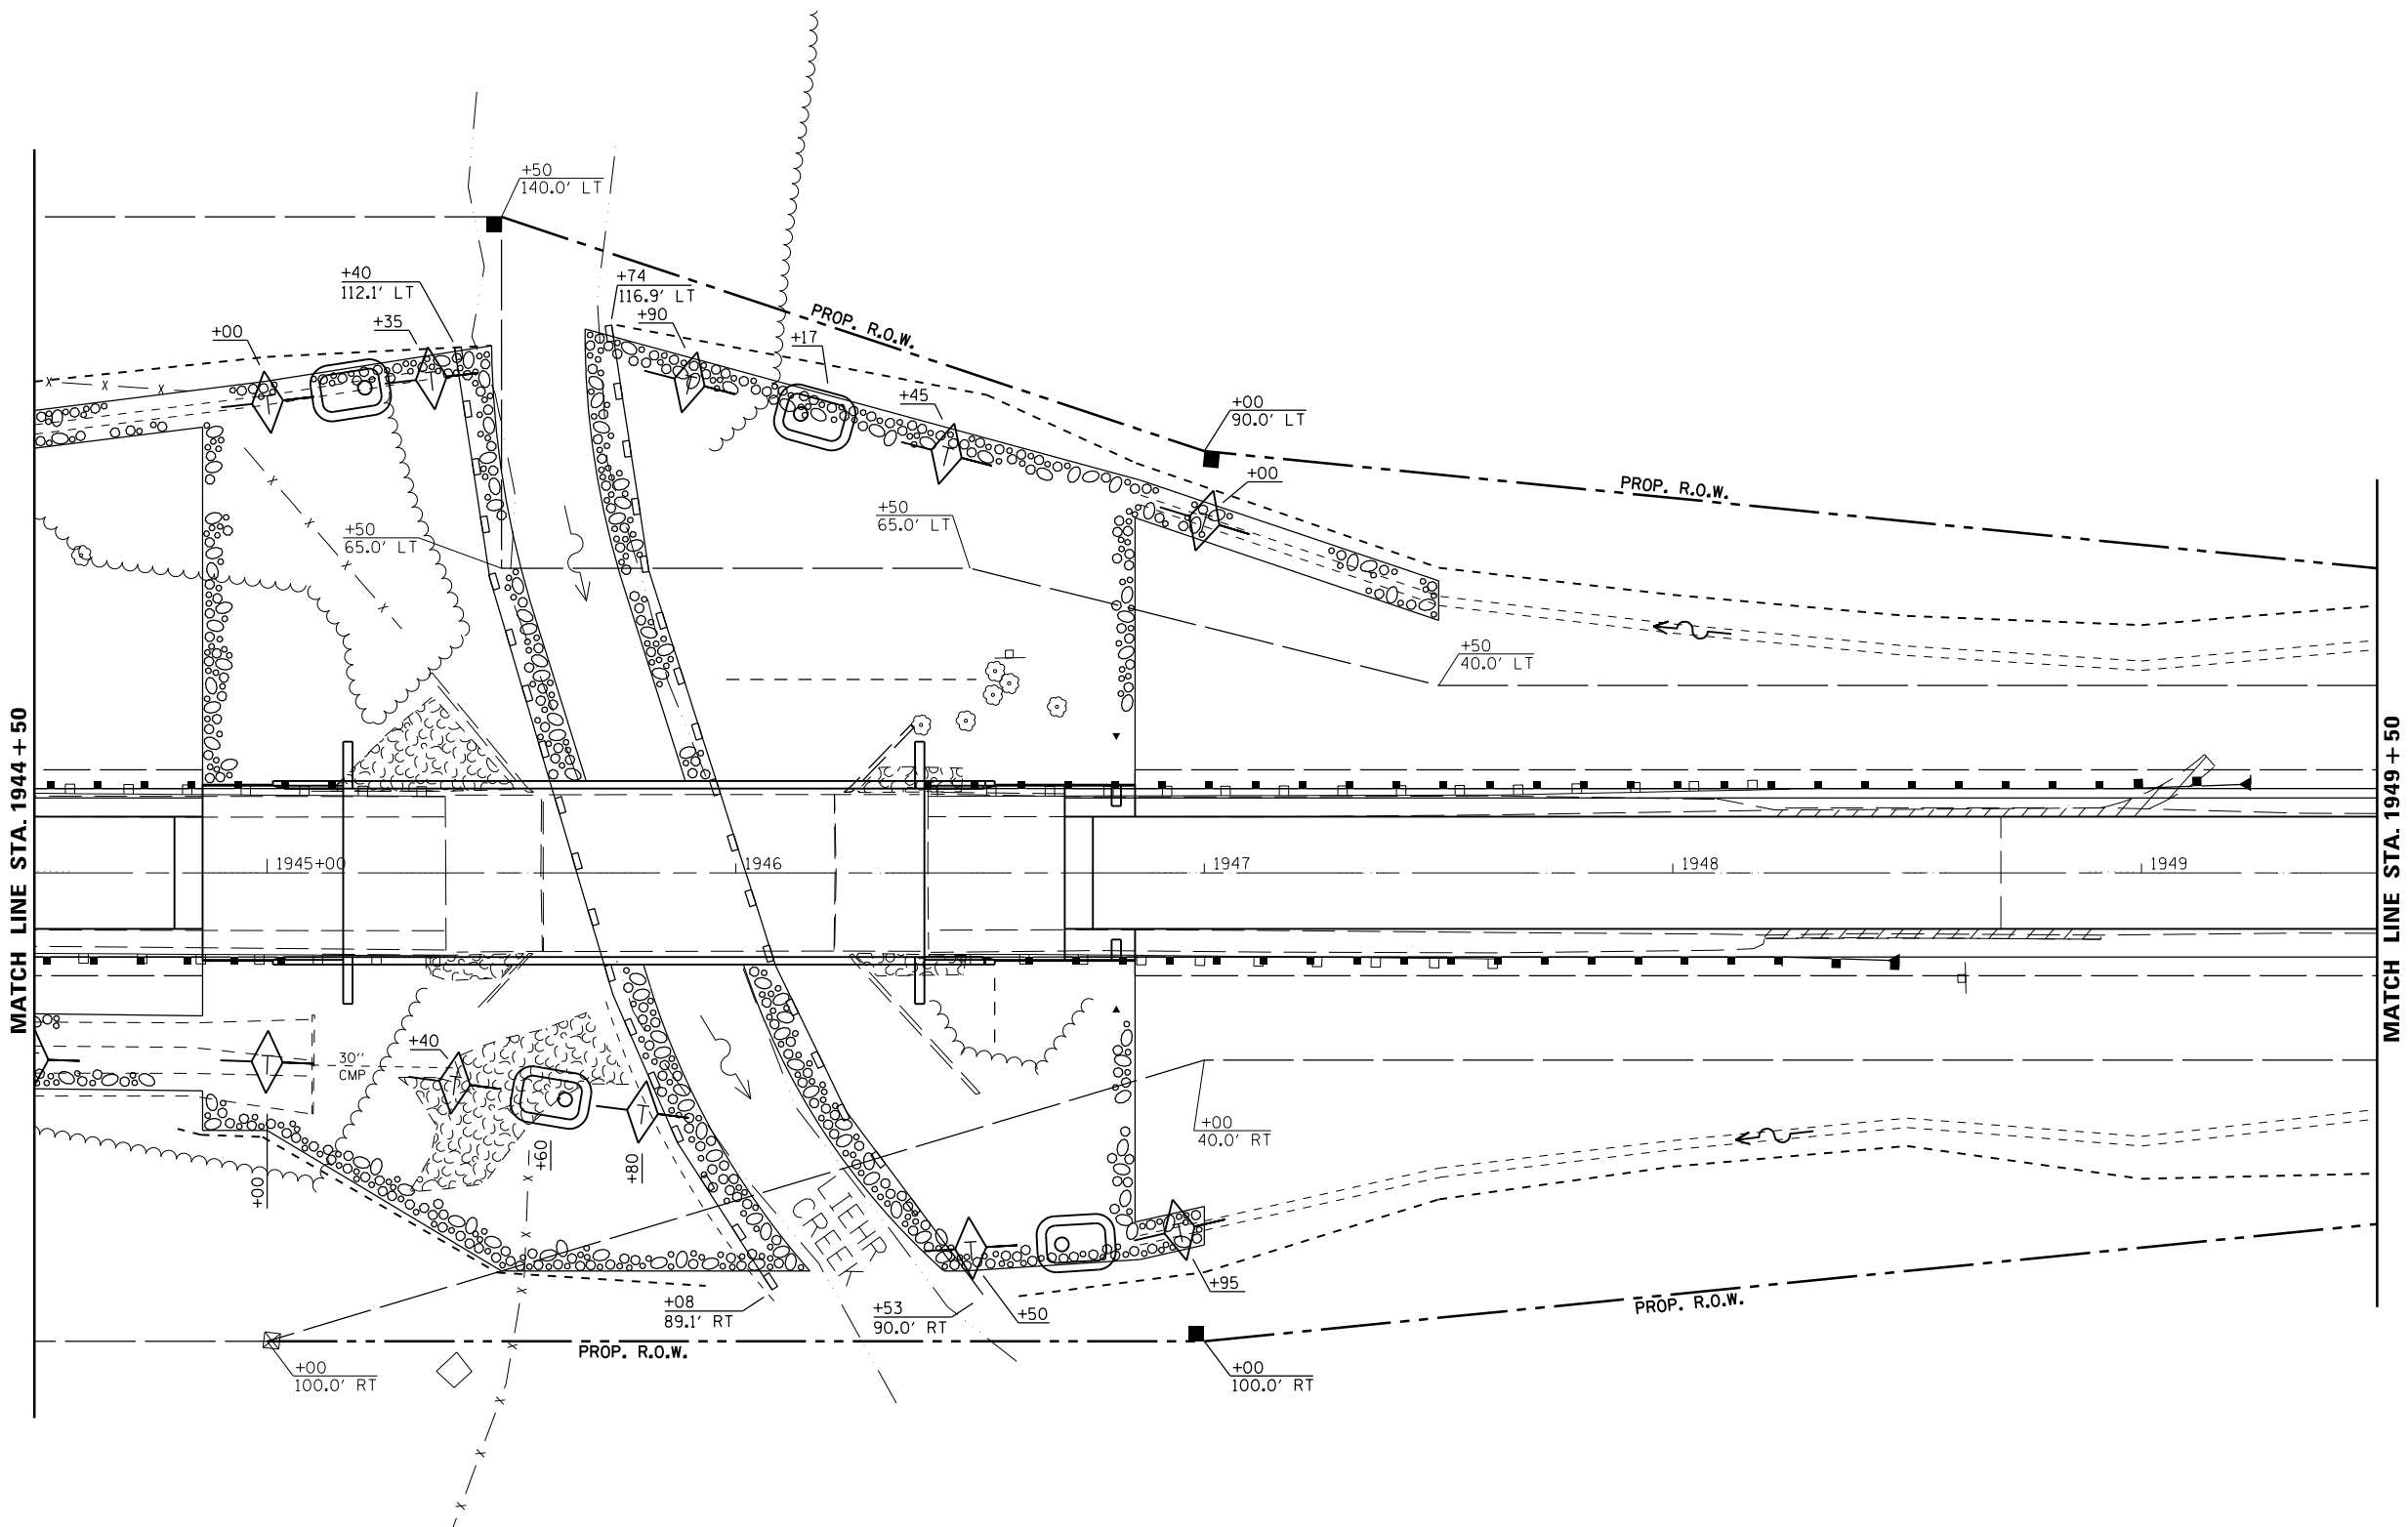 +50
140.0' LT
+40
112.1' LT
+74
116.9' LT
+00
+35
+90
+17
PROP. R.O.W.
+45
+00
90.0' LT
+00
PROP. R.O.W.
+50
65.0' LT
+50
65.0' LT
+50
40.0' LT
MATCH LINE STA. 1944+50
MATCH LINE STA. 1949+50
1945+00
1946
1947
1948
1949
+40
30"
CMP
+60
+80
+00
+00
40.0' RT
LIEHR
CREEK
+95
+08
89.1' RT
+53
90.0' RT
+50
PROP. R.O.W.
PROP. R.O.W.
+00
100.0' RT
+00
100.0' RT